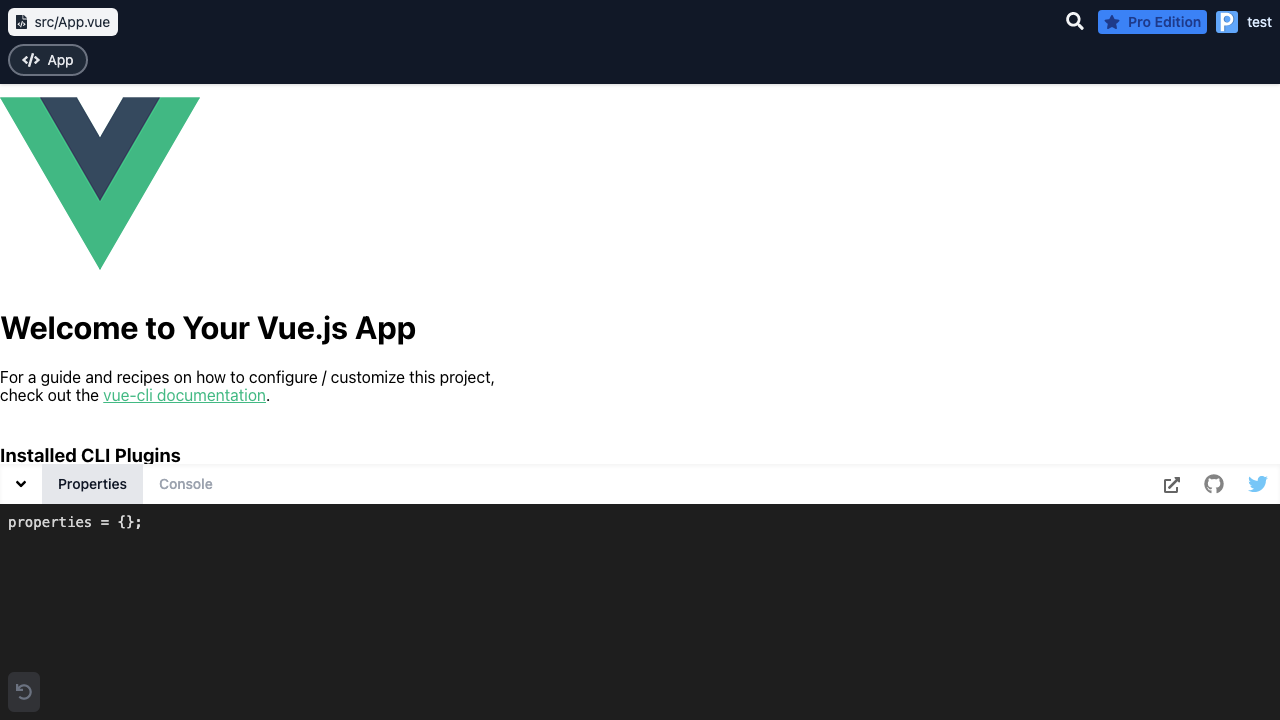 src/App.vue
Pro Edition
test
App
Welcome to Your Vue.js App
For a guide and recipes on how to configure / customize this project,
check out the vue-cli documentation.
Installed CLI Plugins
Properties
Console
properties = {};